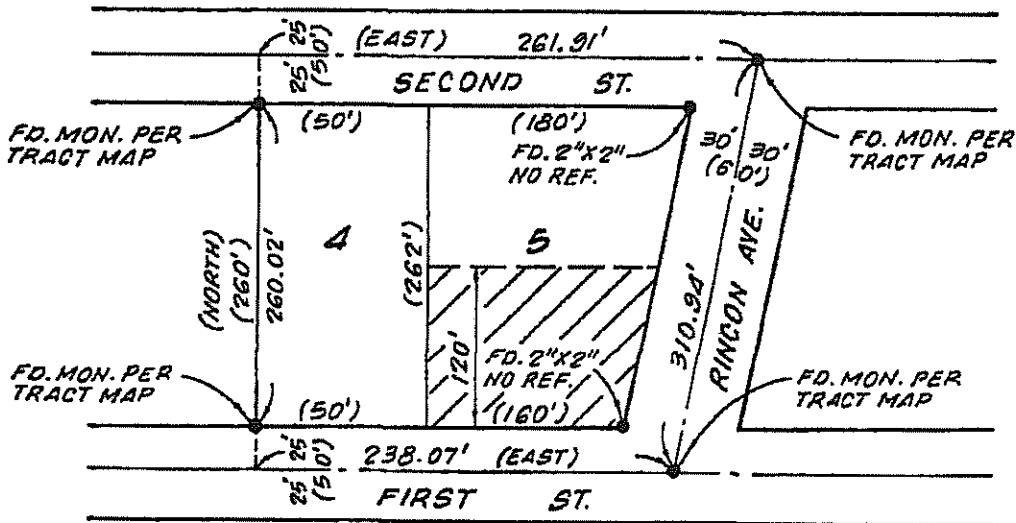 25'
25'
(50')
(EAST) 261.91'
SECOND ST.
FD. MON. PER
TRACT MAP
(50')
(180')
FD. 2"X2"
NO REF.
30'
30'
(60')
FD. MON. PER
TRACT MAP
(NORTH)
(260')
260.02'
4
(262')
5
120'
FD. 2"X2"
NO REF.
310.94'
RINCON AVE.
FD. MON. PER
TRACT MAP
(50')
(160')
FD. MON. PER
TRACT MAP
25'
25'
(50')
238.07' (EAST)
FIRST ST.